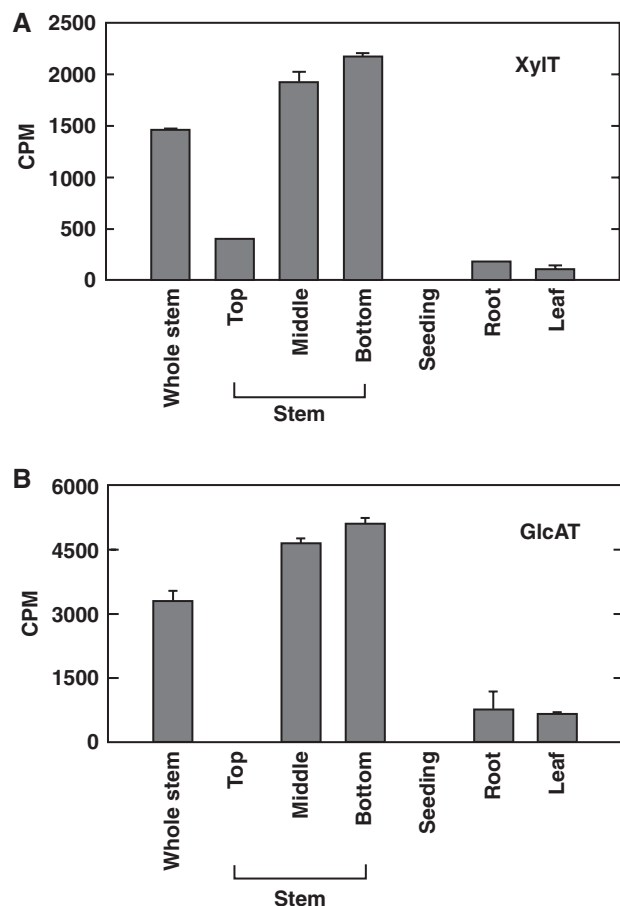 A
2500
2000
1500
1000
500
0
CPM
XylT
Whole stem
Top
Middle
Bottom
Seeding
Root
Leaf
Stem
B
6000
4500
3000
1500
0
CPM
GlcAT
Whole stem
Top
Middle
Bottom
Seeding
Root
Leaf
Stem